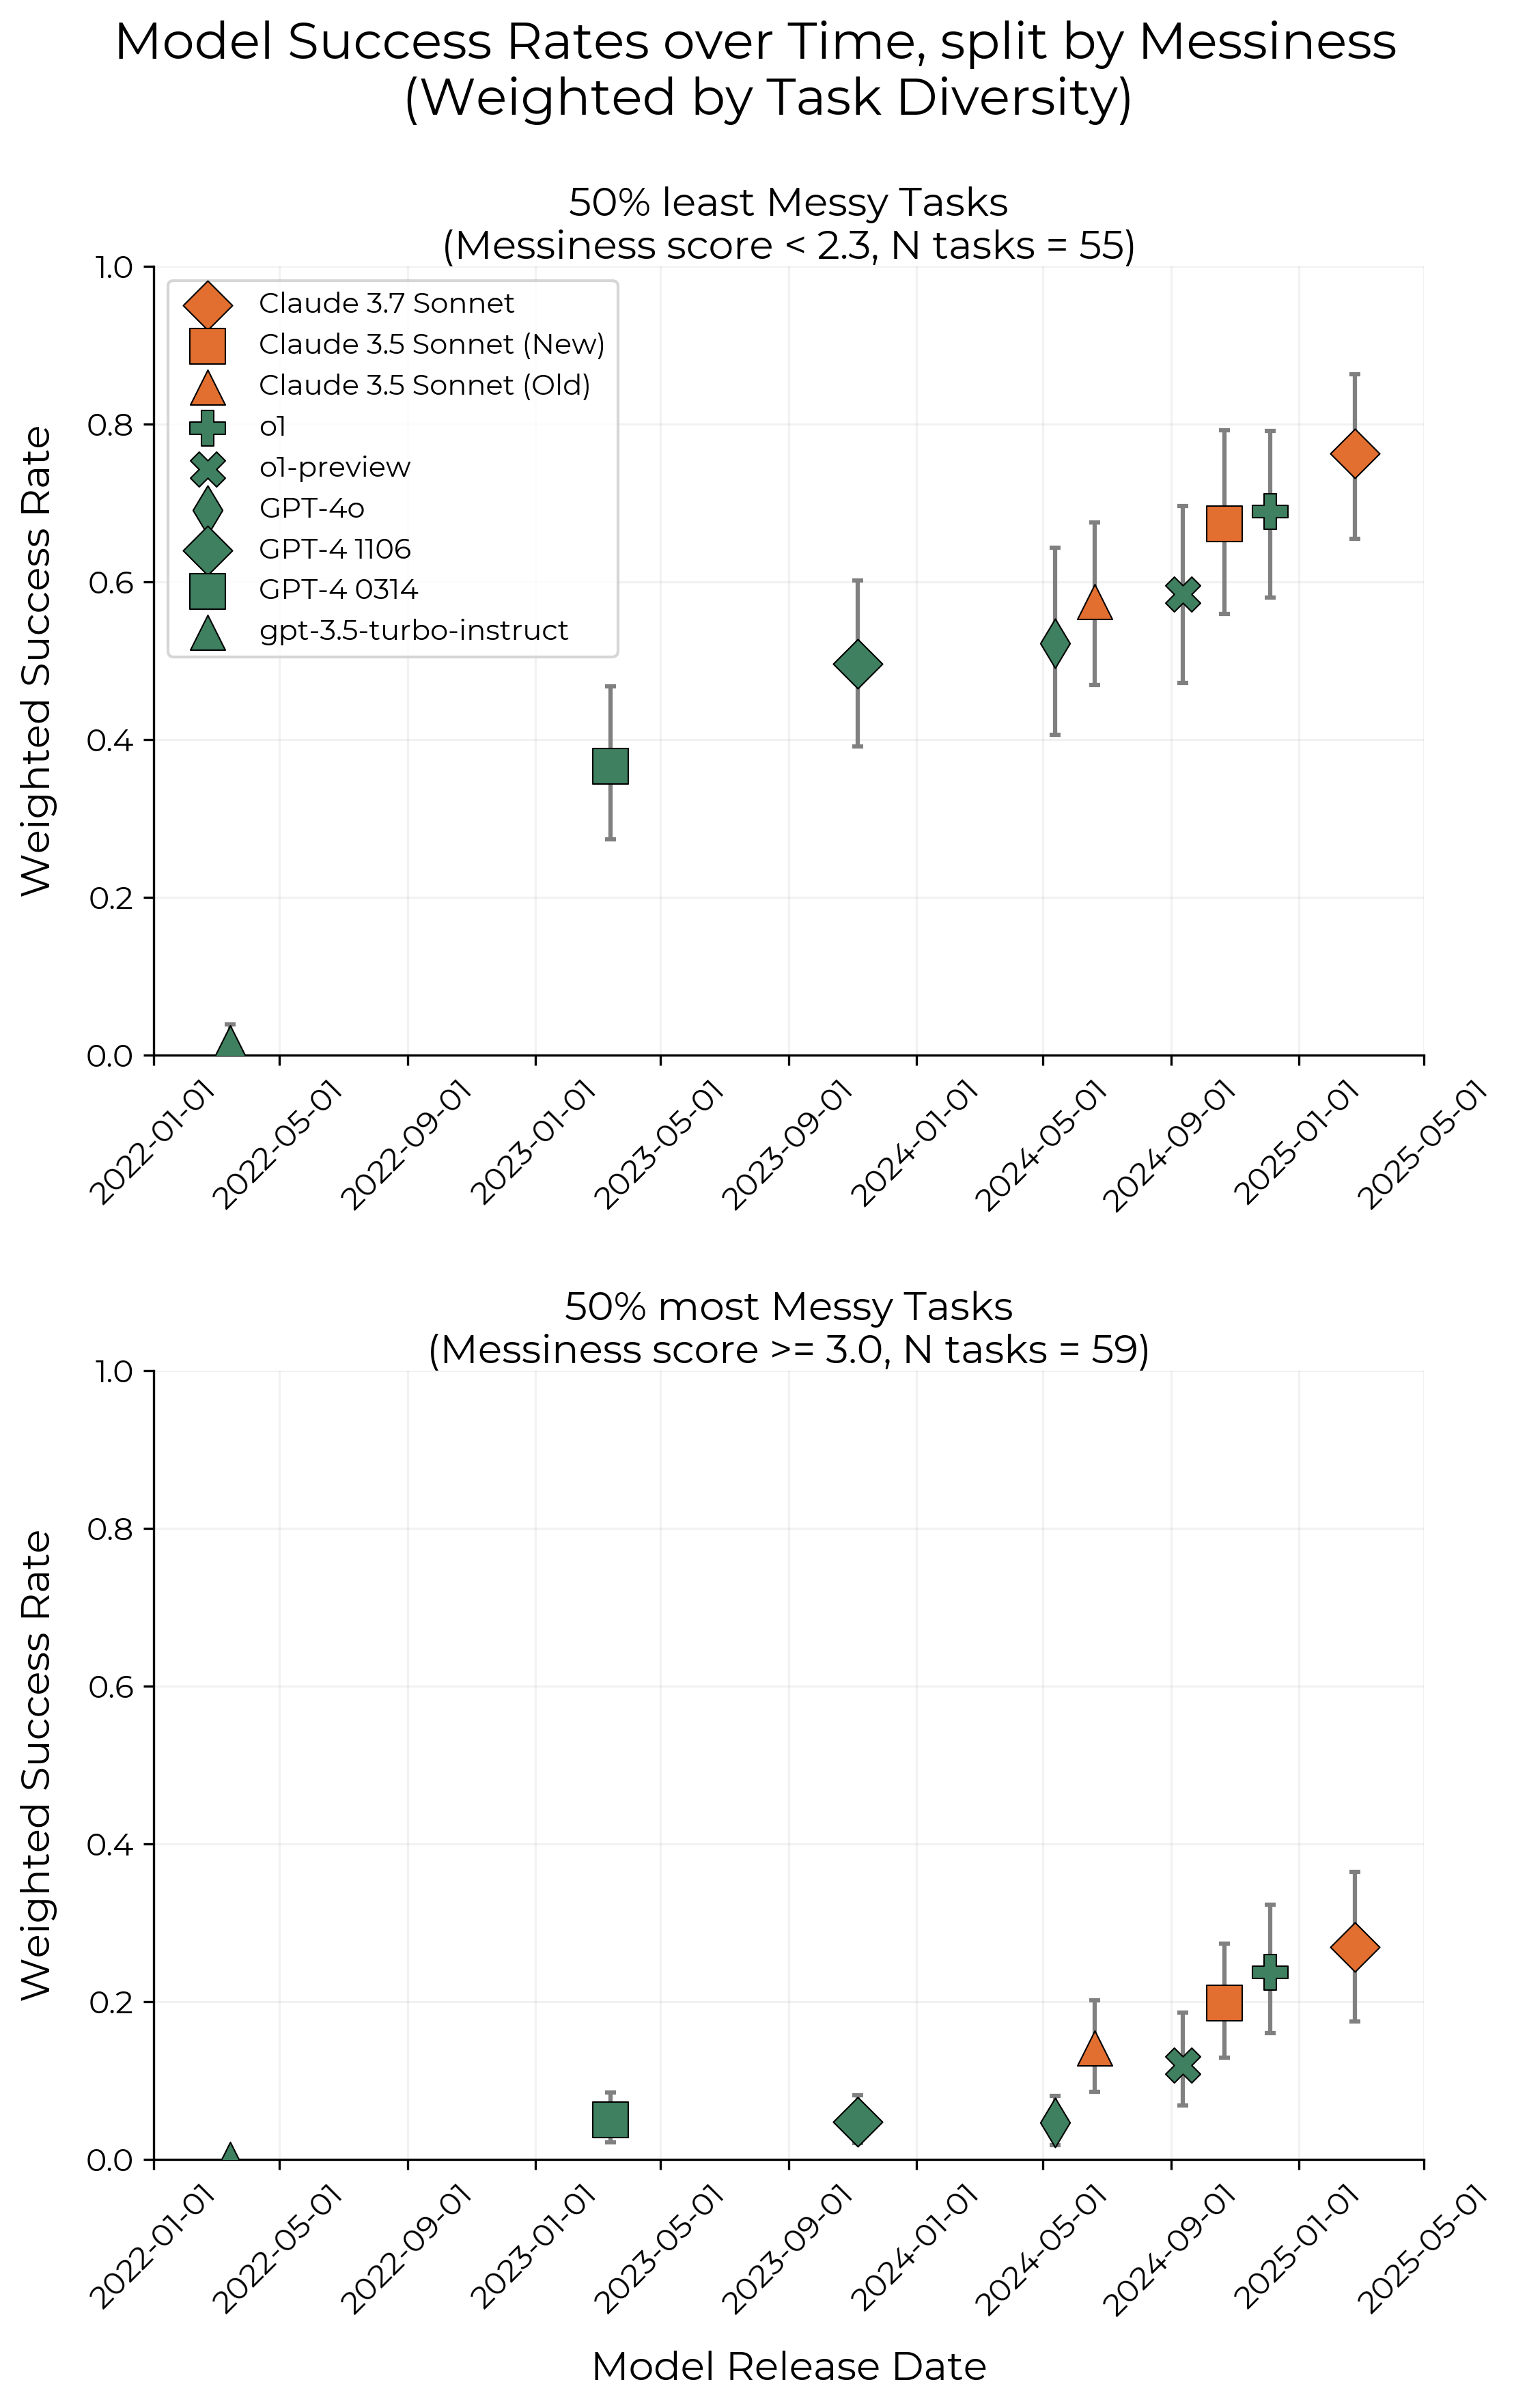 Model Success Rates over Time, split by Messiness
(Weighted by Task Diversity)
50% least Messy Tasks
(Messiness score < 2.3, N tasks = 55)
Weighted Success Rate
1.0
0.8
0.6
0.4
0.2
0.0
Claude 3.7 Sonnet
Claude 3.5 Sonnet (New)
Claude 3.5 Sonnet (Old)
o1
o1-preview
GPT-4o
GPT-4 1106
GPT-4 0314
gpt-3.5-turbo-instruct
2022-01-01
2022-05-01
2022-09-01
2023-01-01
2023-05-01
2023-09-01
2024-01-01
2024-05-01
2024-09-01
2025-01-01
2025-05-01
50% most Messy Tasks
(Messiness score >= 3.0, N tasks = 59)
Weighted Success Rate
1.0
0.8
0.6
0.4
0.2
0.0
2022-01-01
2022-05-01
2022-09-01
2023-01-01
2023-05-01
2023-09-01
2024-01-01
2024-05-01
2024-09-01
2025-01-01
2025-05-01
Model Release Date